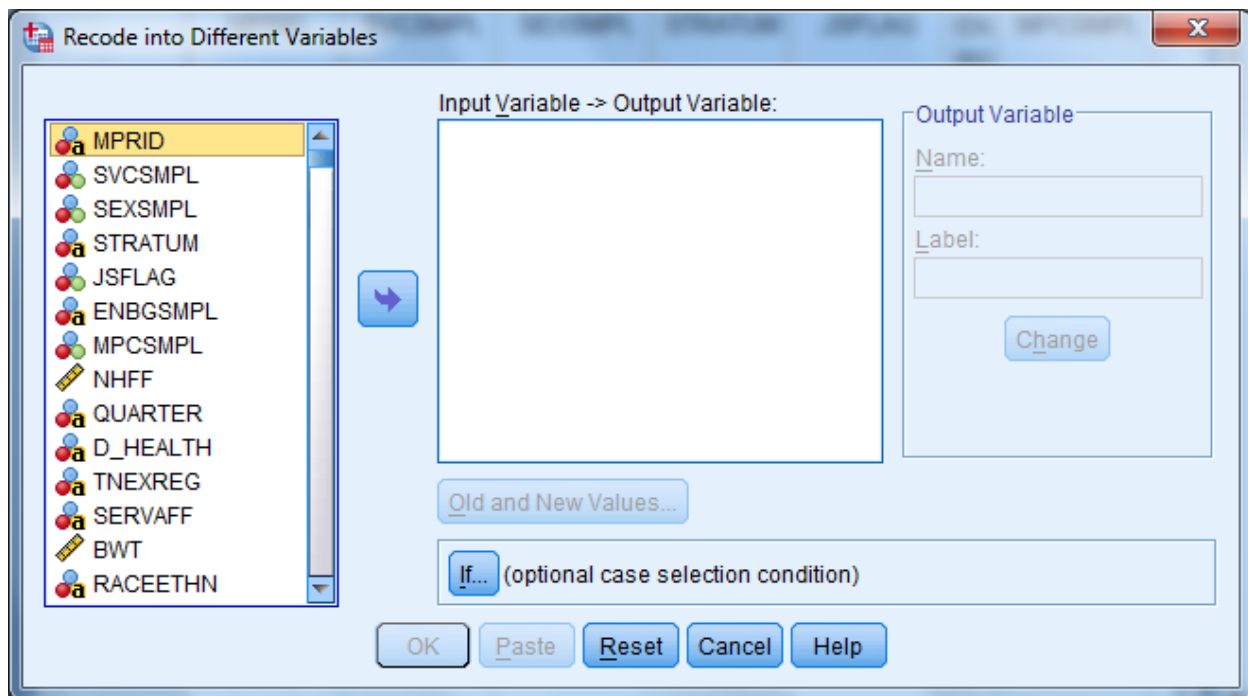 Recode into Different Variables
X
MPRID
SVCSMPL
SEXSMPL
STRATUM
JSFLAG
ENBGSMPL
MPCSMPL
NHFF
QUARTER
D_HEALTH
TNEXREG
SERVAFF
BWT
RACEETHN
Input Variable -> Output Variable:
Output Variable
Name:
Label:
Change
Old and New Values...
If... (optional case selection condition)
OK Paste Reset Cancel Help